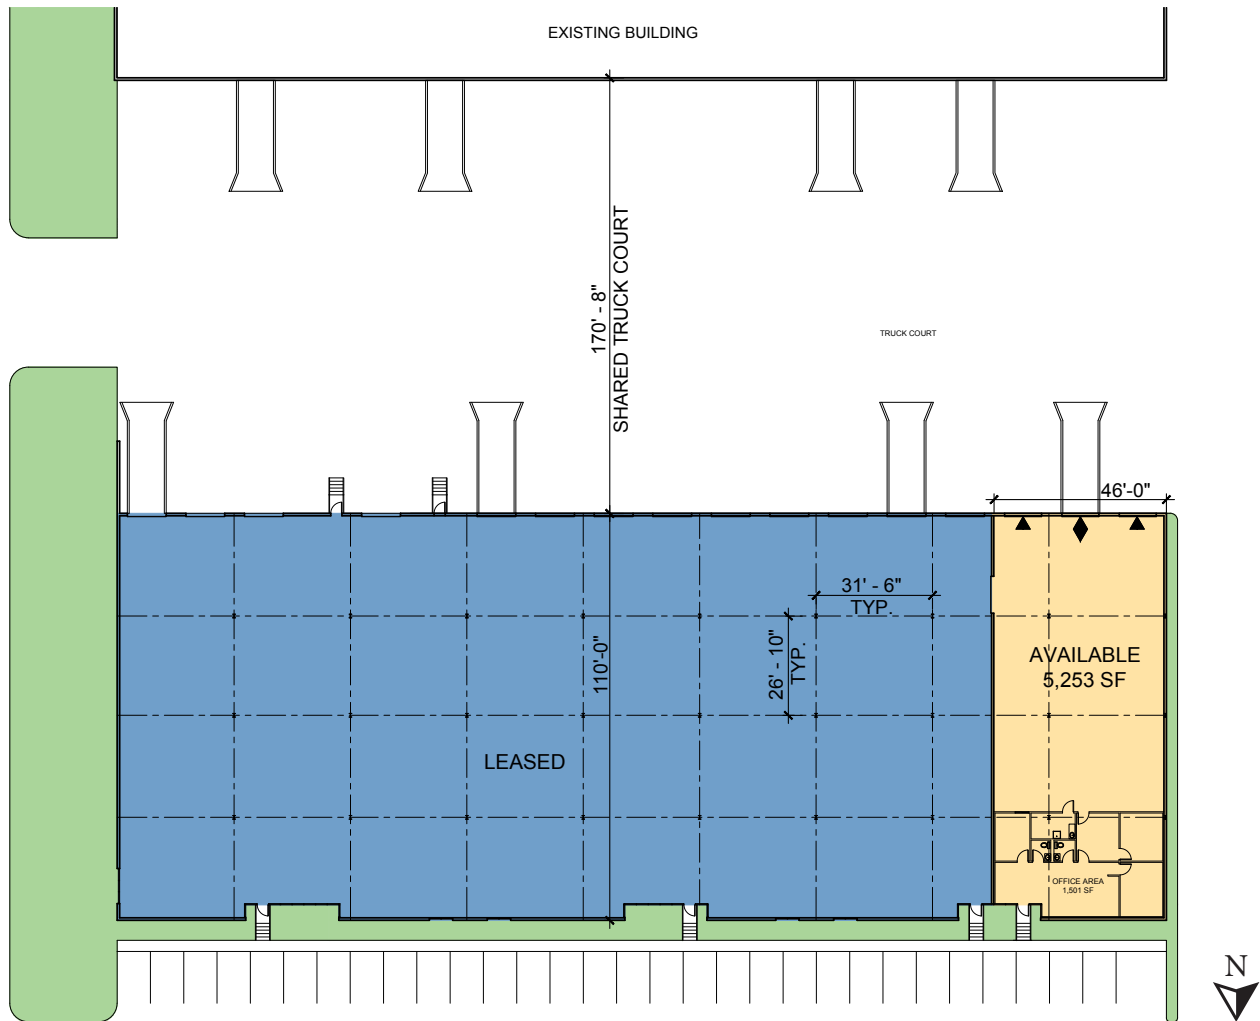 EXISTING BUILDING
170' - 8"
SHARED TRUCK COURT
TRUCK COURT
46'-0"
31' - 6"
TYP.
26' - 10"
TYP.
110'-0"
AVAILABLE
5,253 SF
LEASED
OFFICE AREA
1,501 SF
N